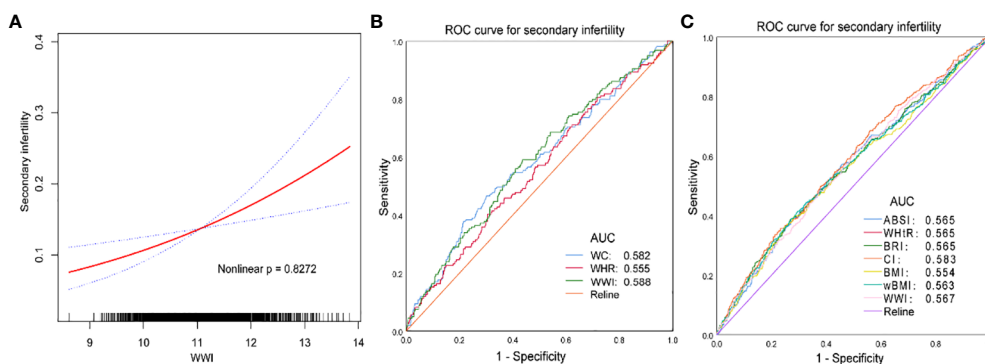 A
Secondary infertility
0.4
0.3
0.2
0.1
Nonlinear p = 0.8272
9 10 11 12 13 14
WWI
B
ROC curve for secondary infertility
Sensitivity
1.0
0.8
0.6
0.4
0.2
0.0
AUC
WC: 0.582
WHR: 0.555
WWI: 0.588
Reline
0.0 0.2 0.4 0.6 0.8 1.0
1 - Specificity
C
ROC curve for secondary infertility
Sensitivity
1.0
0.8
0.6
0.4
0.2
0.0
AUC
ABSI: 0.565
WHtR: 0.565
BRI: 0.565
CI: 0.583
BMI: 0.554
wBMI: 0.563
WWI: 0.567
Reline
0.0 0.2 0.4 0.6 0.8
1 - Specificity